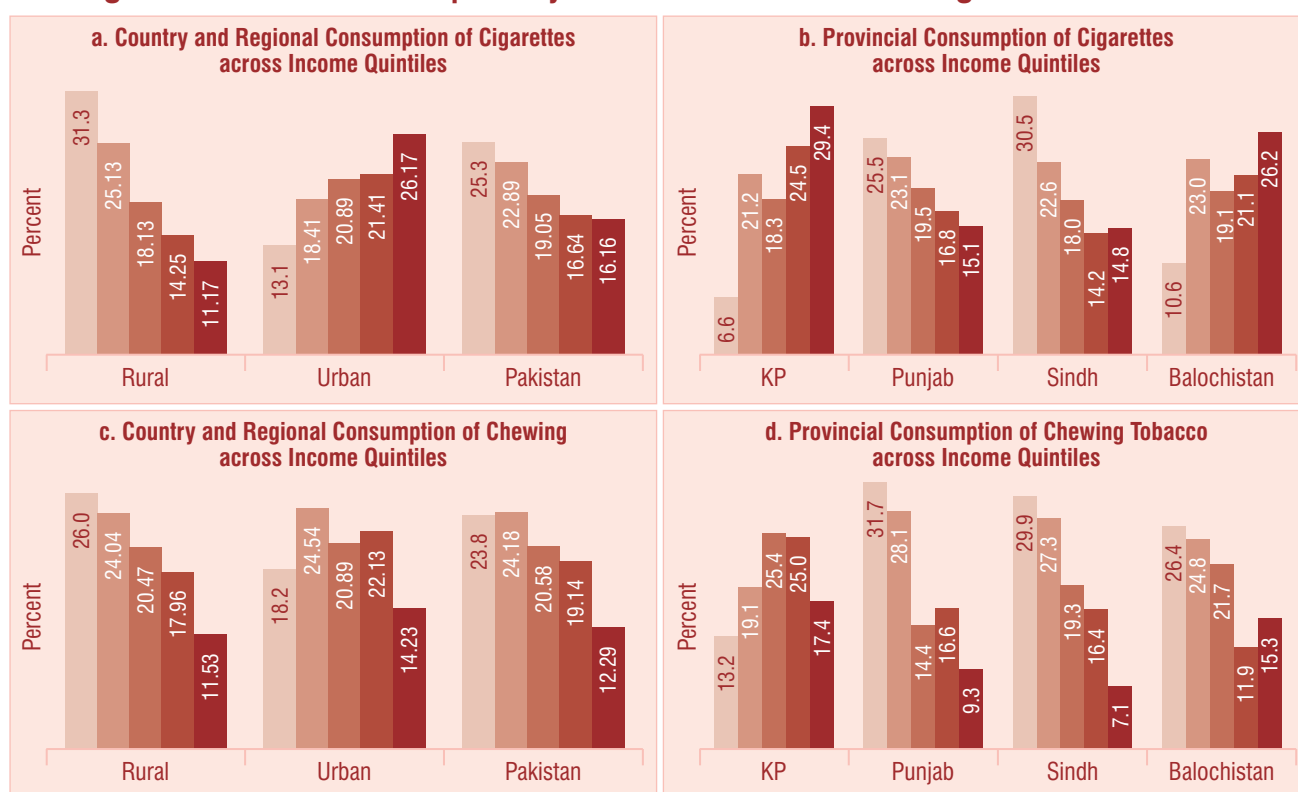 a. Country and Regional Consumption of Cigarettes
across Income Quintiles
Percent
31.3
25.13
18.13
14.25
11.17
13.1
18.41
20.89
21.41
26.17
25.3
22.89
19.05
16.64
16.16
Rural
Urban
Pakistan
b. Provincial Consumption of Cigarettes
across Income Quintiles
Percent
6.6
21.2
18.3
24.5
29.4
25.5
23.1
19.5
16.8
15.1
30.5
22.6
18.0
14.2
14.8
10.6
23.0
19.1
21.1
26.2
KP
Punjab
Sindh
Balochistan
c. Country and Regional Consumption of Chewing
across Income Quintiles
Percent
26.0
24.04
20.47
17.96
11.53
18.2
24.54
20.89
22.13
14.23
23.8
24.18
20.58
19.14
12.29
Rural
Urban
Pakistan
d. Provincial Consumption of Chewing Tobacco
across Income Quintiles
Percent
13.2
19.1
25.4
25.0
17.4
31.7
28.1
14.4
16.6
9.3
29.9
27.3
19.3
16.4
7.1
26.4
24.8
21.7
11.9
15.3
KP
Punjab
Sindh
Balochistan